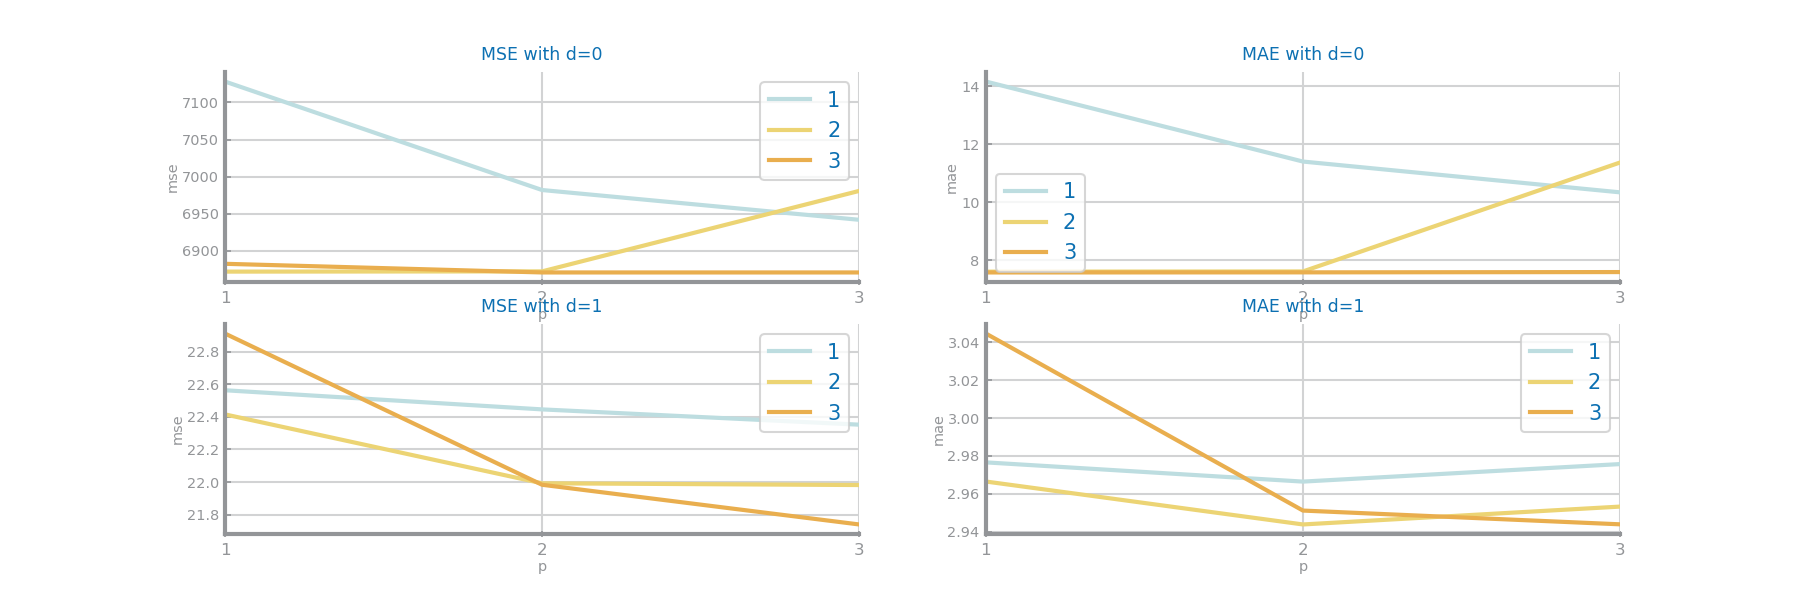 MSE with d=0
7100
7050
7000
6950
6900
mse
1
2
3
1 2 3
p
MAE with d=0
14
12
10
8
mae
1
2
3
1 2 3
p
MSE with d=1
22.8
22.6
22.4
22.2
22.0
21.8
mse
1
2
3
1 2 3
p
MAE with d=1
3.04
3.02
3.00
2.98
2.96
2.94
mae
1
2
3
1 2 3
p